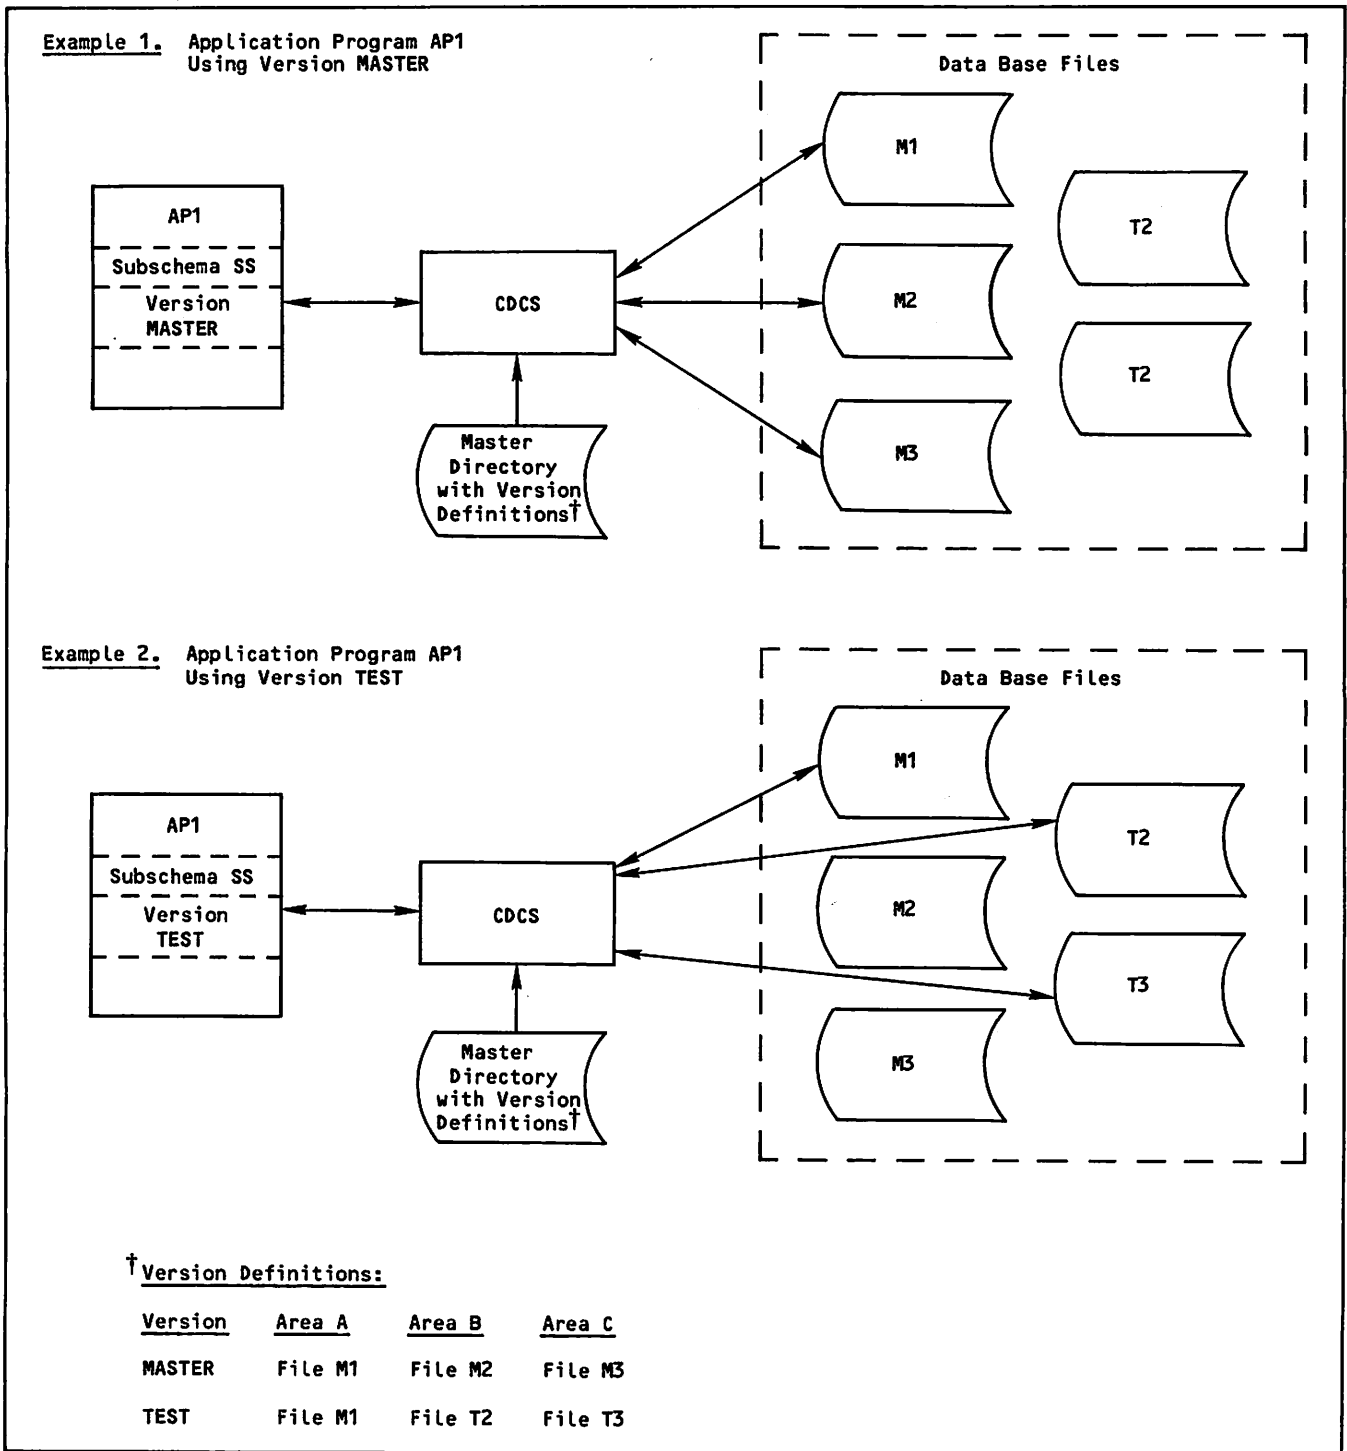 Example 1. Application Program AP1
Using Version MASTER
Data Base Files
M1
T2
AP1
Subschema SS
Version
MASTER
CDCS
M2
T2
M3
Master
Directory
with Version
Definitions†
Example 2. Application Program AP1
Using Version TEST
Data Base Files
M1
T2
AP1
Subschema SS
Version
TEST
CDCS
M2
T3
M3
Master
Directory
with Version
Definitions†
†Version Definitions:
Version Area A Area B Area C
MASTER File M1 File M2 File M3
TEST File M1 File T2 File T3